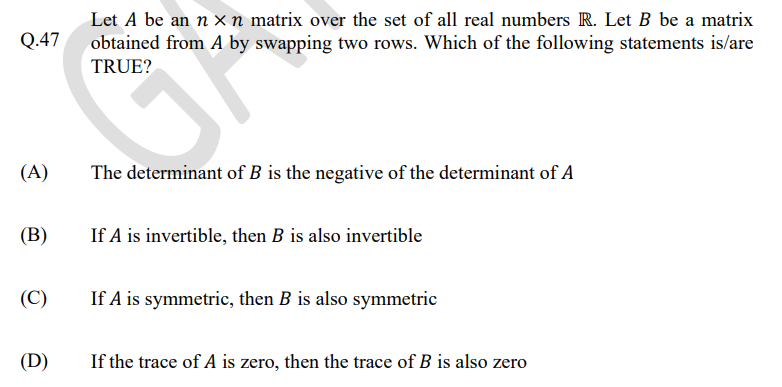 Let A be an n × n matrix over the set of all real numbers ℝ. Let B be a matrix
Q.47 obtained from A by swapping two rows. Which of the following statements is/are
TRUE?
(A) The determinant of B is the negative of the determinant of A
(B) If A is invertible, then B is also invertible
(C) If A is symmetric, then B is also symmetric
(D) If the trace of A is zero, then the trace of B is also zero